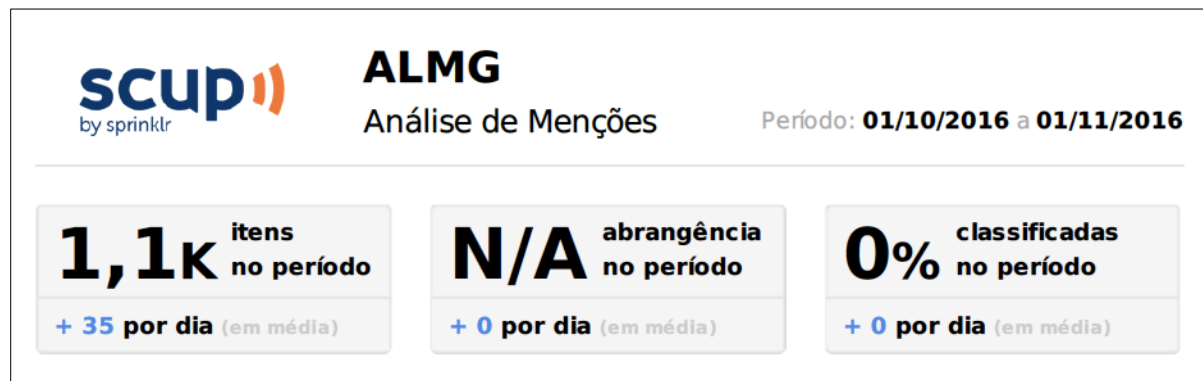 scup
by sprinklr
ALMG
Análise de Menções
Período: 01/10/2016 a 01/11/2016
1,1K itens no período
+ 35 por dia (em média)
N/A abrangência no período
+ 0 por dia (em média)
0% classificadas no período
+ 0 por dia (em média)